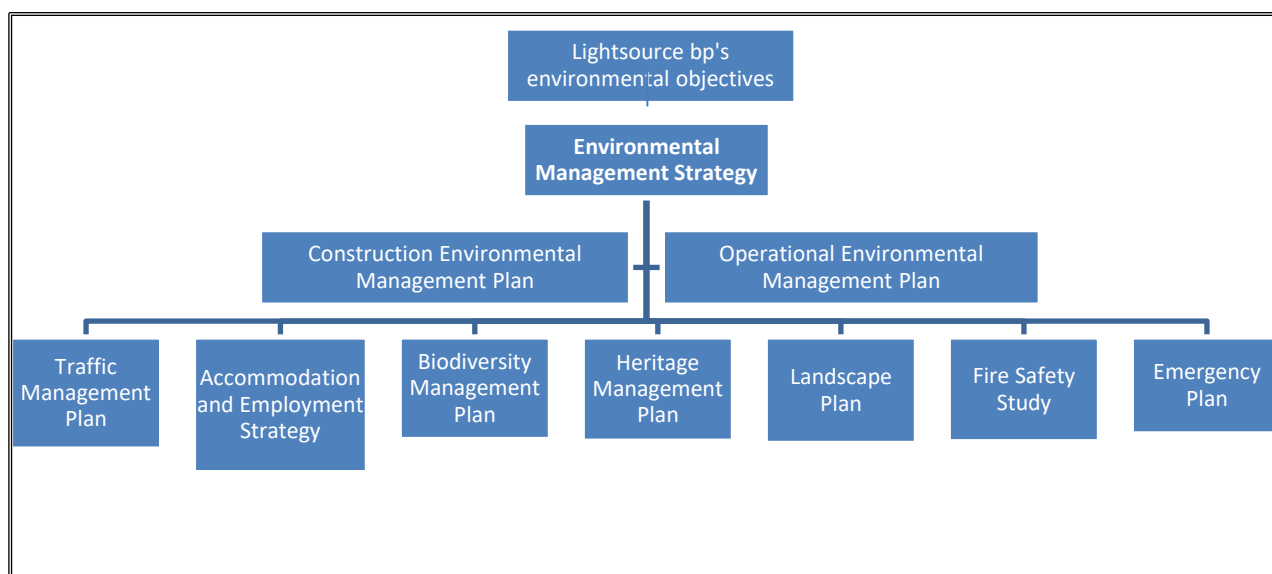 Lightsource bp's
environmental objectives
Environmental
Management Strategy
Construction Environmental
Management Plan
Operational Environmental
Management Plan
Traffic
Management
Plan
Accommodation
and Employment
Strategy
Biodiversity
Management
Plan
Heritage
Management
Plan
Landscape
Plan
Fire Safety
Study
Emergency
Plan